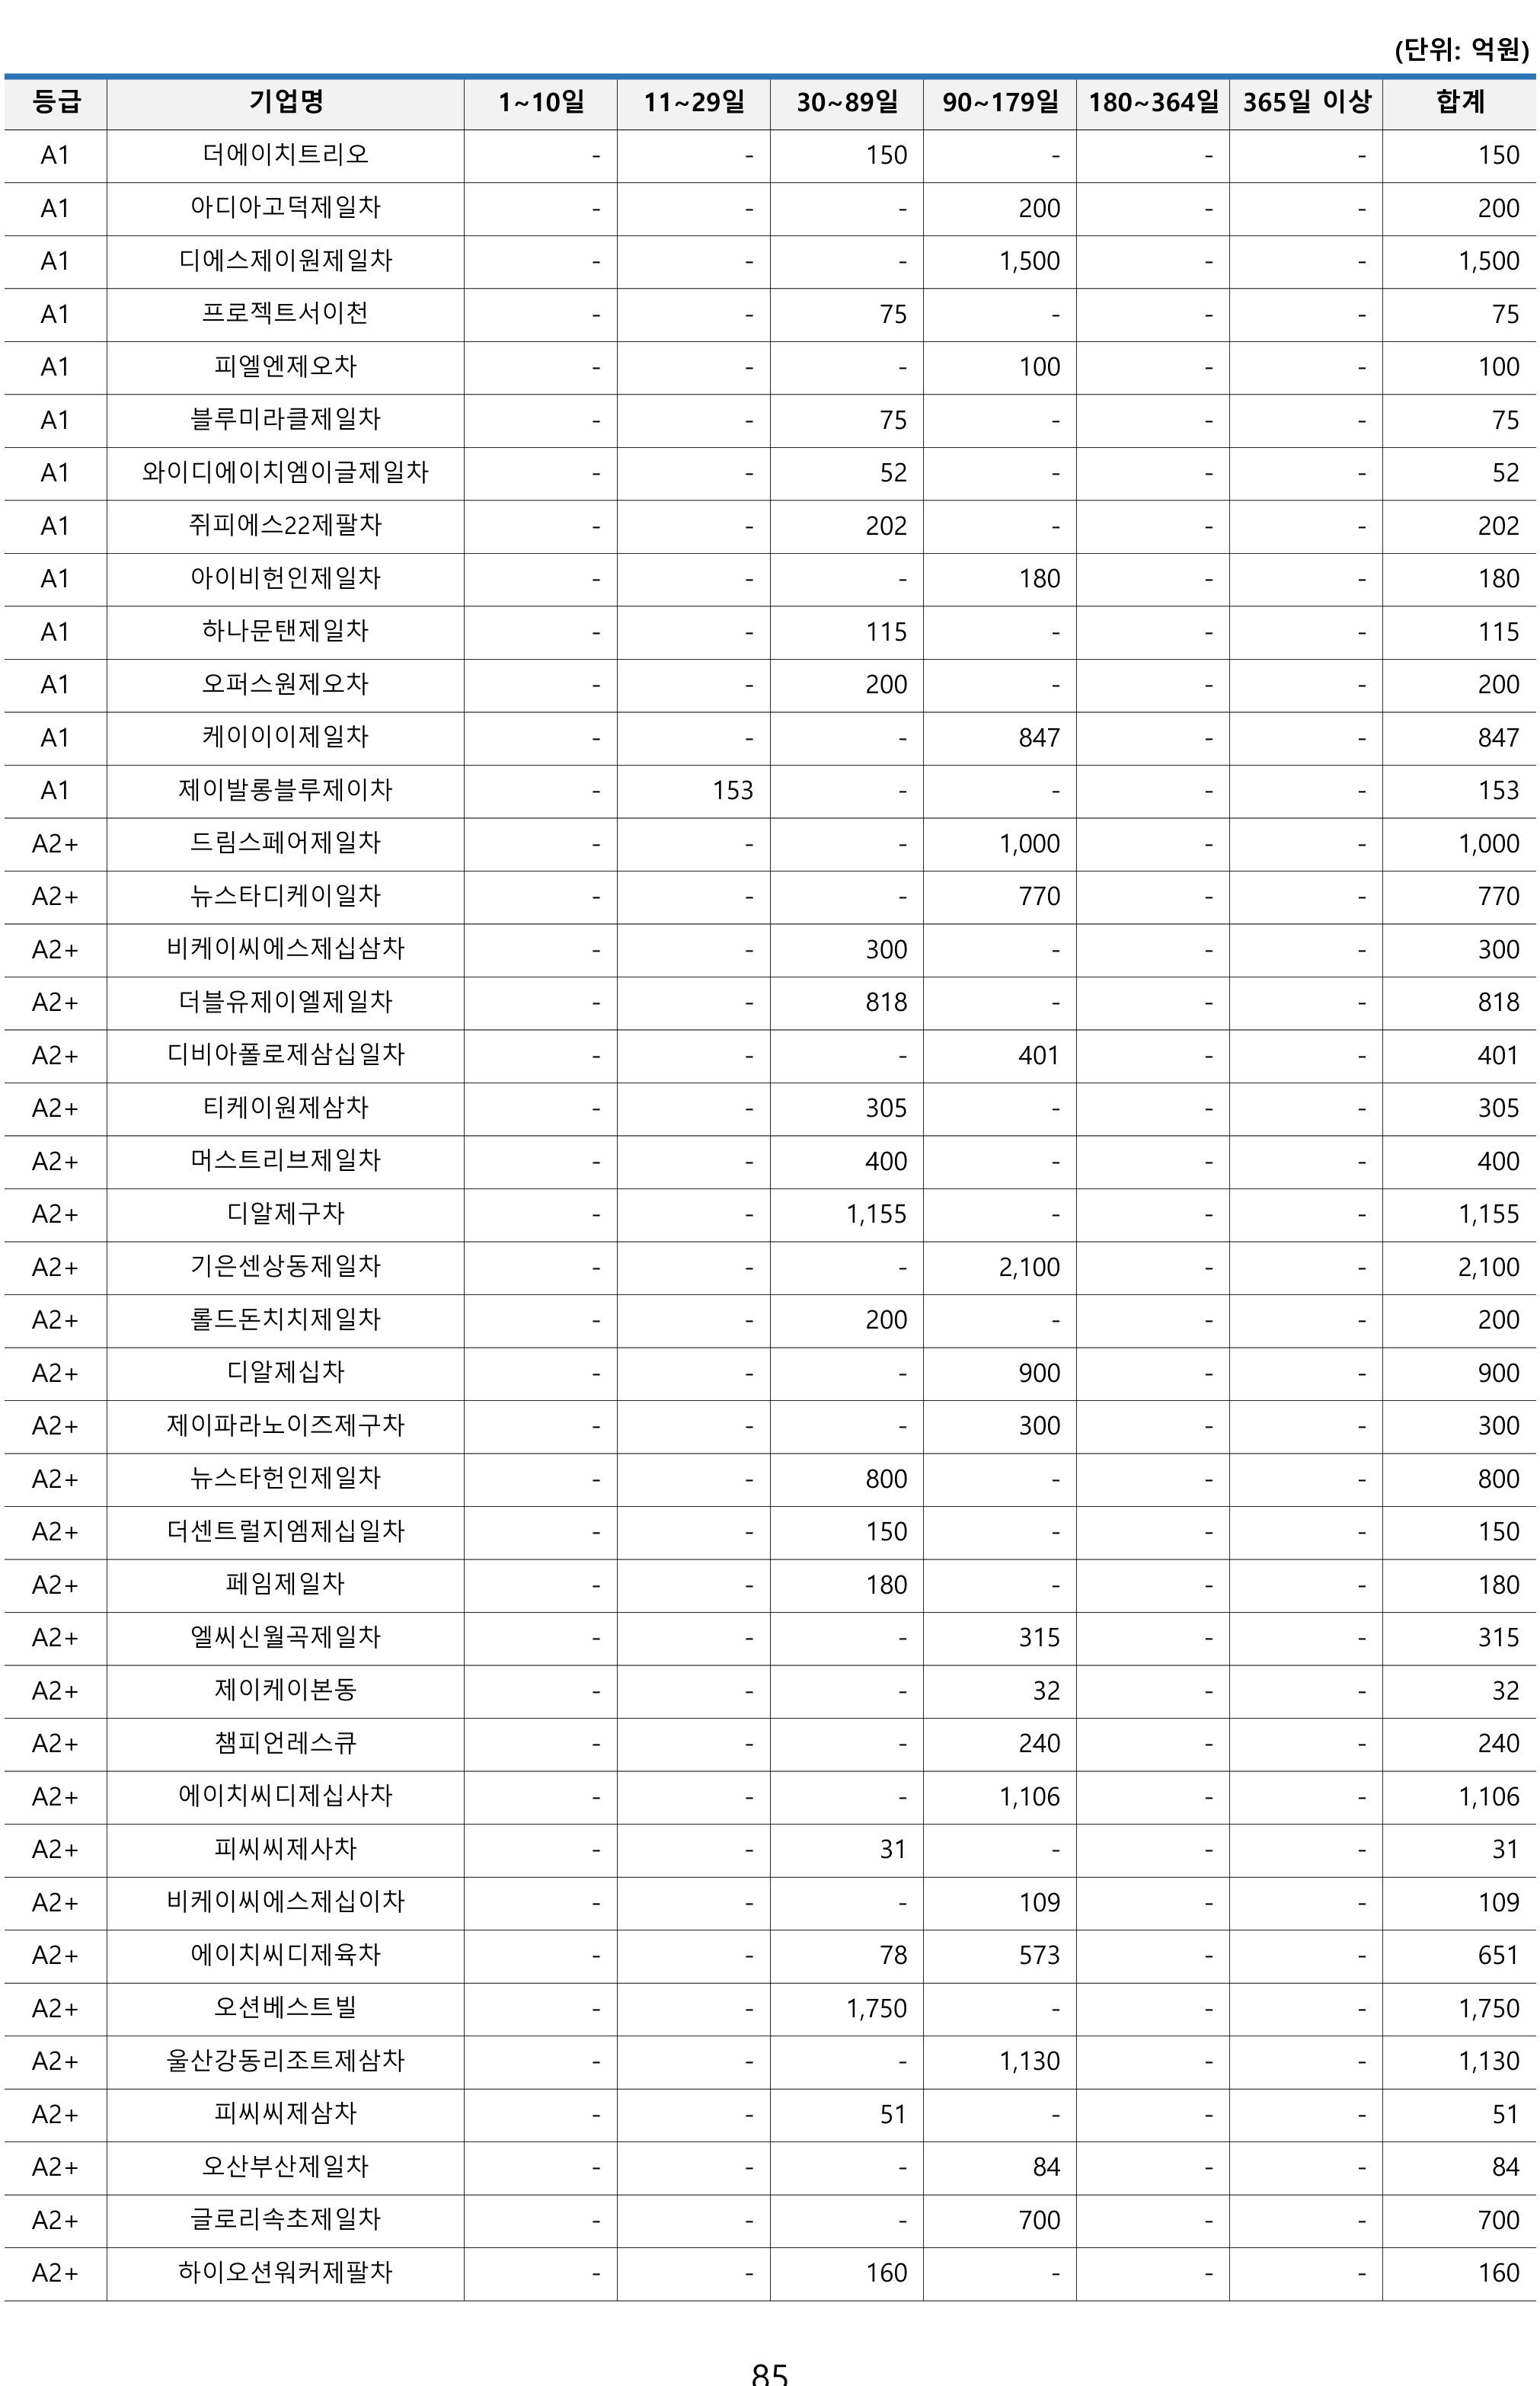 (단위: 억원)
등급 기업명 1~10일 11~29일 30~89일 90~179일 180~364일 365일 이상 합계
A1 더에이치트리오 - - 150 - - - 150
A1 아디아고덕제일차 - - - 200 - - 200
A1 디에스제이원제일차 - - - 1,500 - - 1,500
A1 프로젝트서이천 - - 75 - - - 75
A1 피엘엔제오차 - - - 100 - - 100
A1 블루미라클제일차 - - 75 - - - 75
A1 와이디에이치엠이글제일차 - - 52 - - - 52
A1 쥐피에스22제팔차 - - 202 - - - 202
A1 아이비헌인제일차 - - - 180 - - 180
A1 하나문탠제일차 - - 115 - - - 115
A1 오퍼스원제오차 - - 200 - - - 200
A1 케이이이제일차 - - - 847 - - 847
A1 제이발롱블루제이차 - 153 - - - - 153
A2+ 드림스페어제일차 - - - 1,000 - - 1,000
A2+ 뉴스타디케이일차 - - - 770 - - 770
A2+ 비케이씨에스제십삼차 - - 300 - - - 300
A2+ 더블유제이엘제일차 - - 818 - - - 818
A2+ 디비아폴로제삼십일차 - - - 401 - - 401
A2+ 티케이원제삼차 - - 305 - - - 305
A2+ 머스트리브제일차 - - 400 - - - 400
A2+ 디알제구차 - - 1,155 - - - 1,155
A2+ 기은센상동제일차 - - - 2,100 - - 2,100
A2+ 롤드돈치치제일차 - - 200 - - - 200
A2+ 디알제십차 - - - 900 - - 900
A2+ 제이파라노이즈제구차 - - - 300 - - 300
A2+ 뉴스타헌인제일차 - - 800 - - - 800
A2+ 더센트럴지엠제십일차 - - 150 - - - 150
A2+ 페임제일차 - - 180 - - - 180
A2+ 엘씨신월곡제일차 - - - 315 - - 315
A2+ 제이케이본동 - - - 32 - - 32
A2+ 챔피언레스큐 - - - 240 - - 240
A2+ 에이치씨디제십사차 - - - 1,106 - - 1,106
A2+ 피씨씨제사차 - - 31 - - - 31
A2+ 비케이씨에스제십이차 - - - 109 - - 109
A2+ 에이치씨디제육차 - - 78 573 - - 651
A2+ 오션베스트빌 - - 1,750 - - - 1,750
A2+ 울산강동리조트제삼차 - - - 1,130 - - 1,130
A2+ 피씨씨제삼차 - - 51 - - - 51
A2+ 오산부산제일차 - - - 84 - - 84
A2+ 글로리속초제일차 - - - 700 - - 700
A2+ 하이오션워커제팔차 - - 160 - - - 160
85